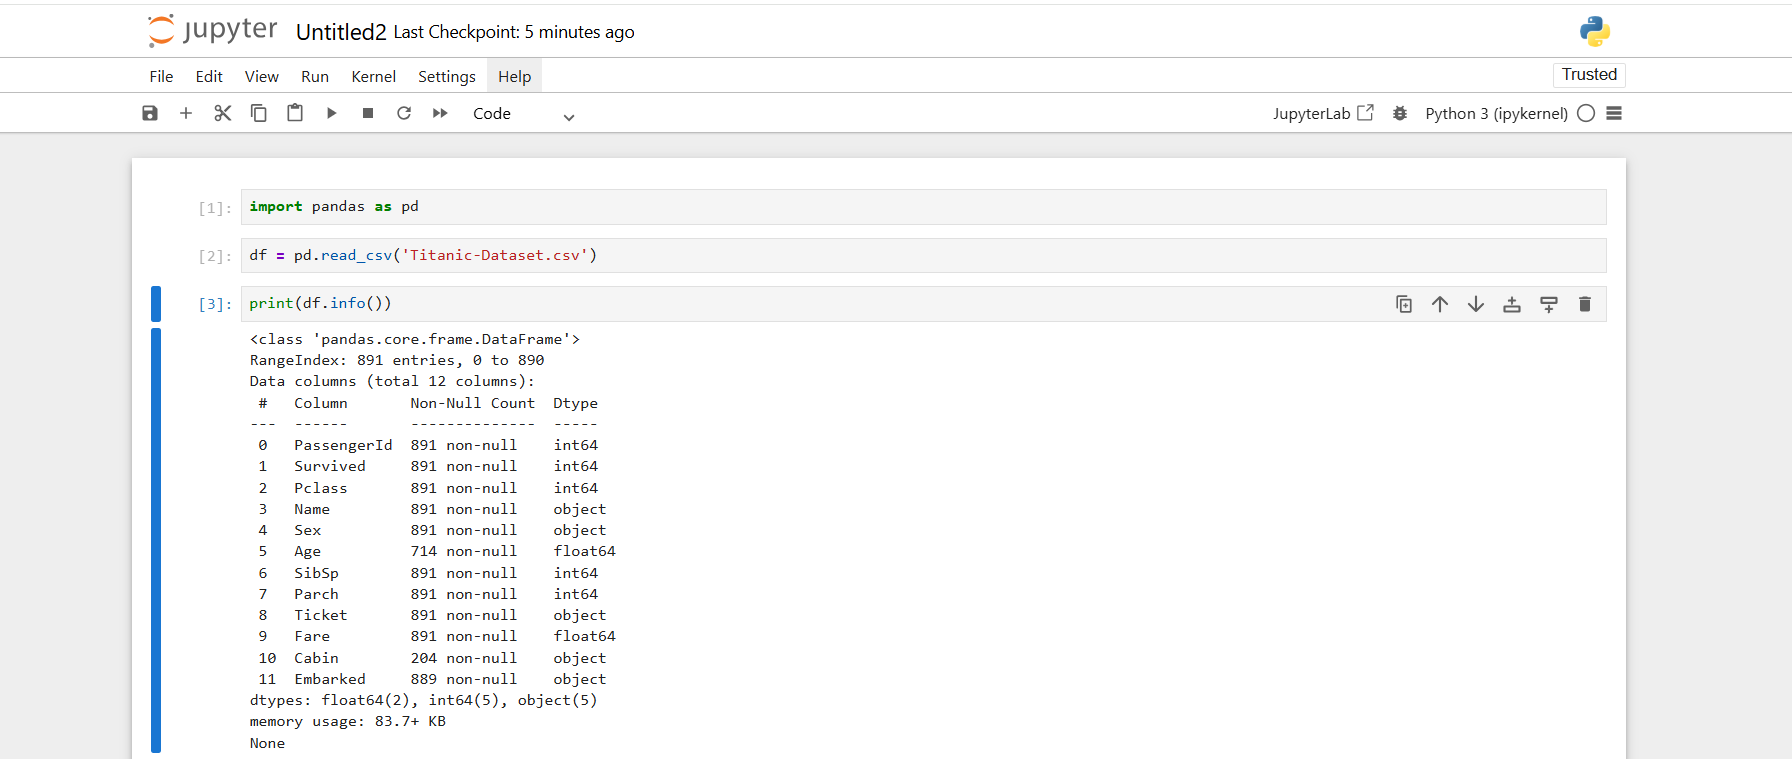 jupyter Untitled2 Last Checkpoint: 5 minutes ago
File Edit View Run Kernel Settings Help Trusted
Code JupyterLab Python 3 (ipykernel)
[1]: import pandas as pd
[2]: df = pd.read_csv('Titanic-Dataset.csv')
[3]: print(df.info())
<class 'pandas.core.frame.DataFrame'>
RangeIndex: 891 entries, 0 to 890
Data columns (total 12 columns):
 #   Column       Non-Null Count  Dtype
---  ------       --------------  -----
 0   PassengerId  891 non-null    int64
 1   Survived     891 non-null    int64
 2   Pclass       891 non-null    int64
 3   Name         891 non-null    object
 4   Sex          891 non-null    object
 5   Age          714 non-null    float64
 6   SibSp        891 non-null    int64
 7   Parch        891 non-null    int64
 8   Ticket       891 non-null    object
 9   Fare         891 non-null    float64
 10  Cabin        204 non-null    object
 11  Embarked     889 non-null    object
dtypes: float64(2), int64(5), object(5)
memory usage: 83.7+ KB
None